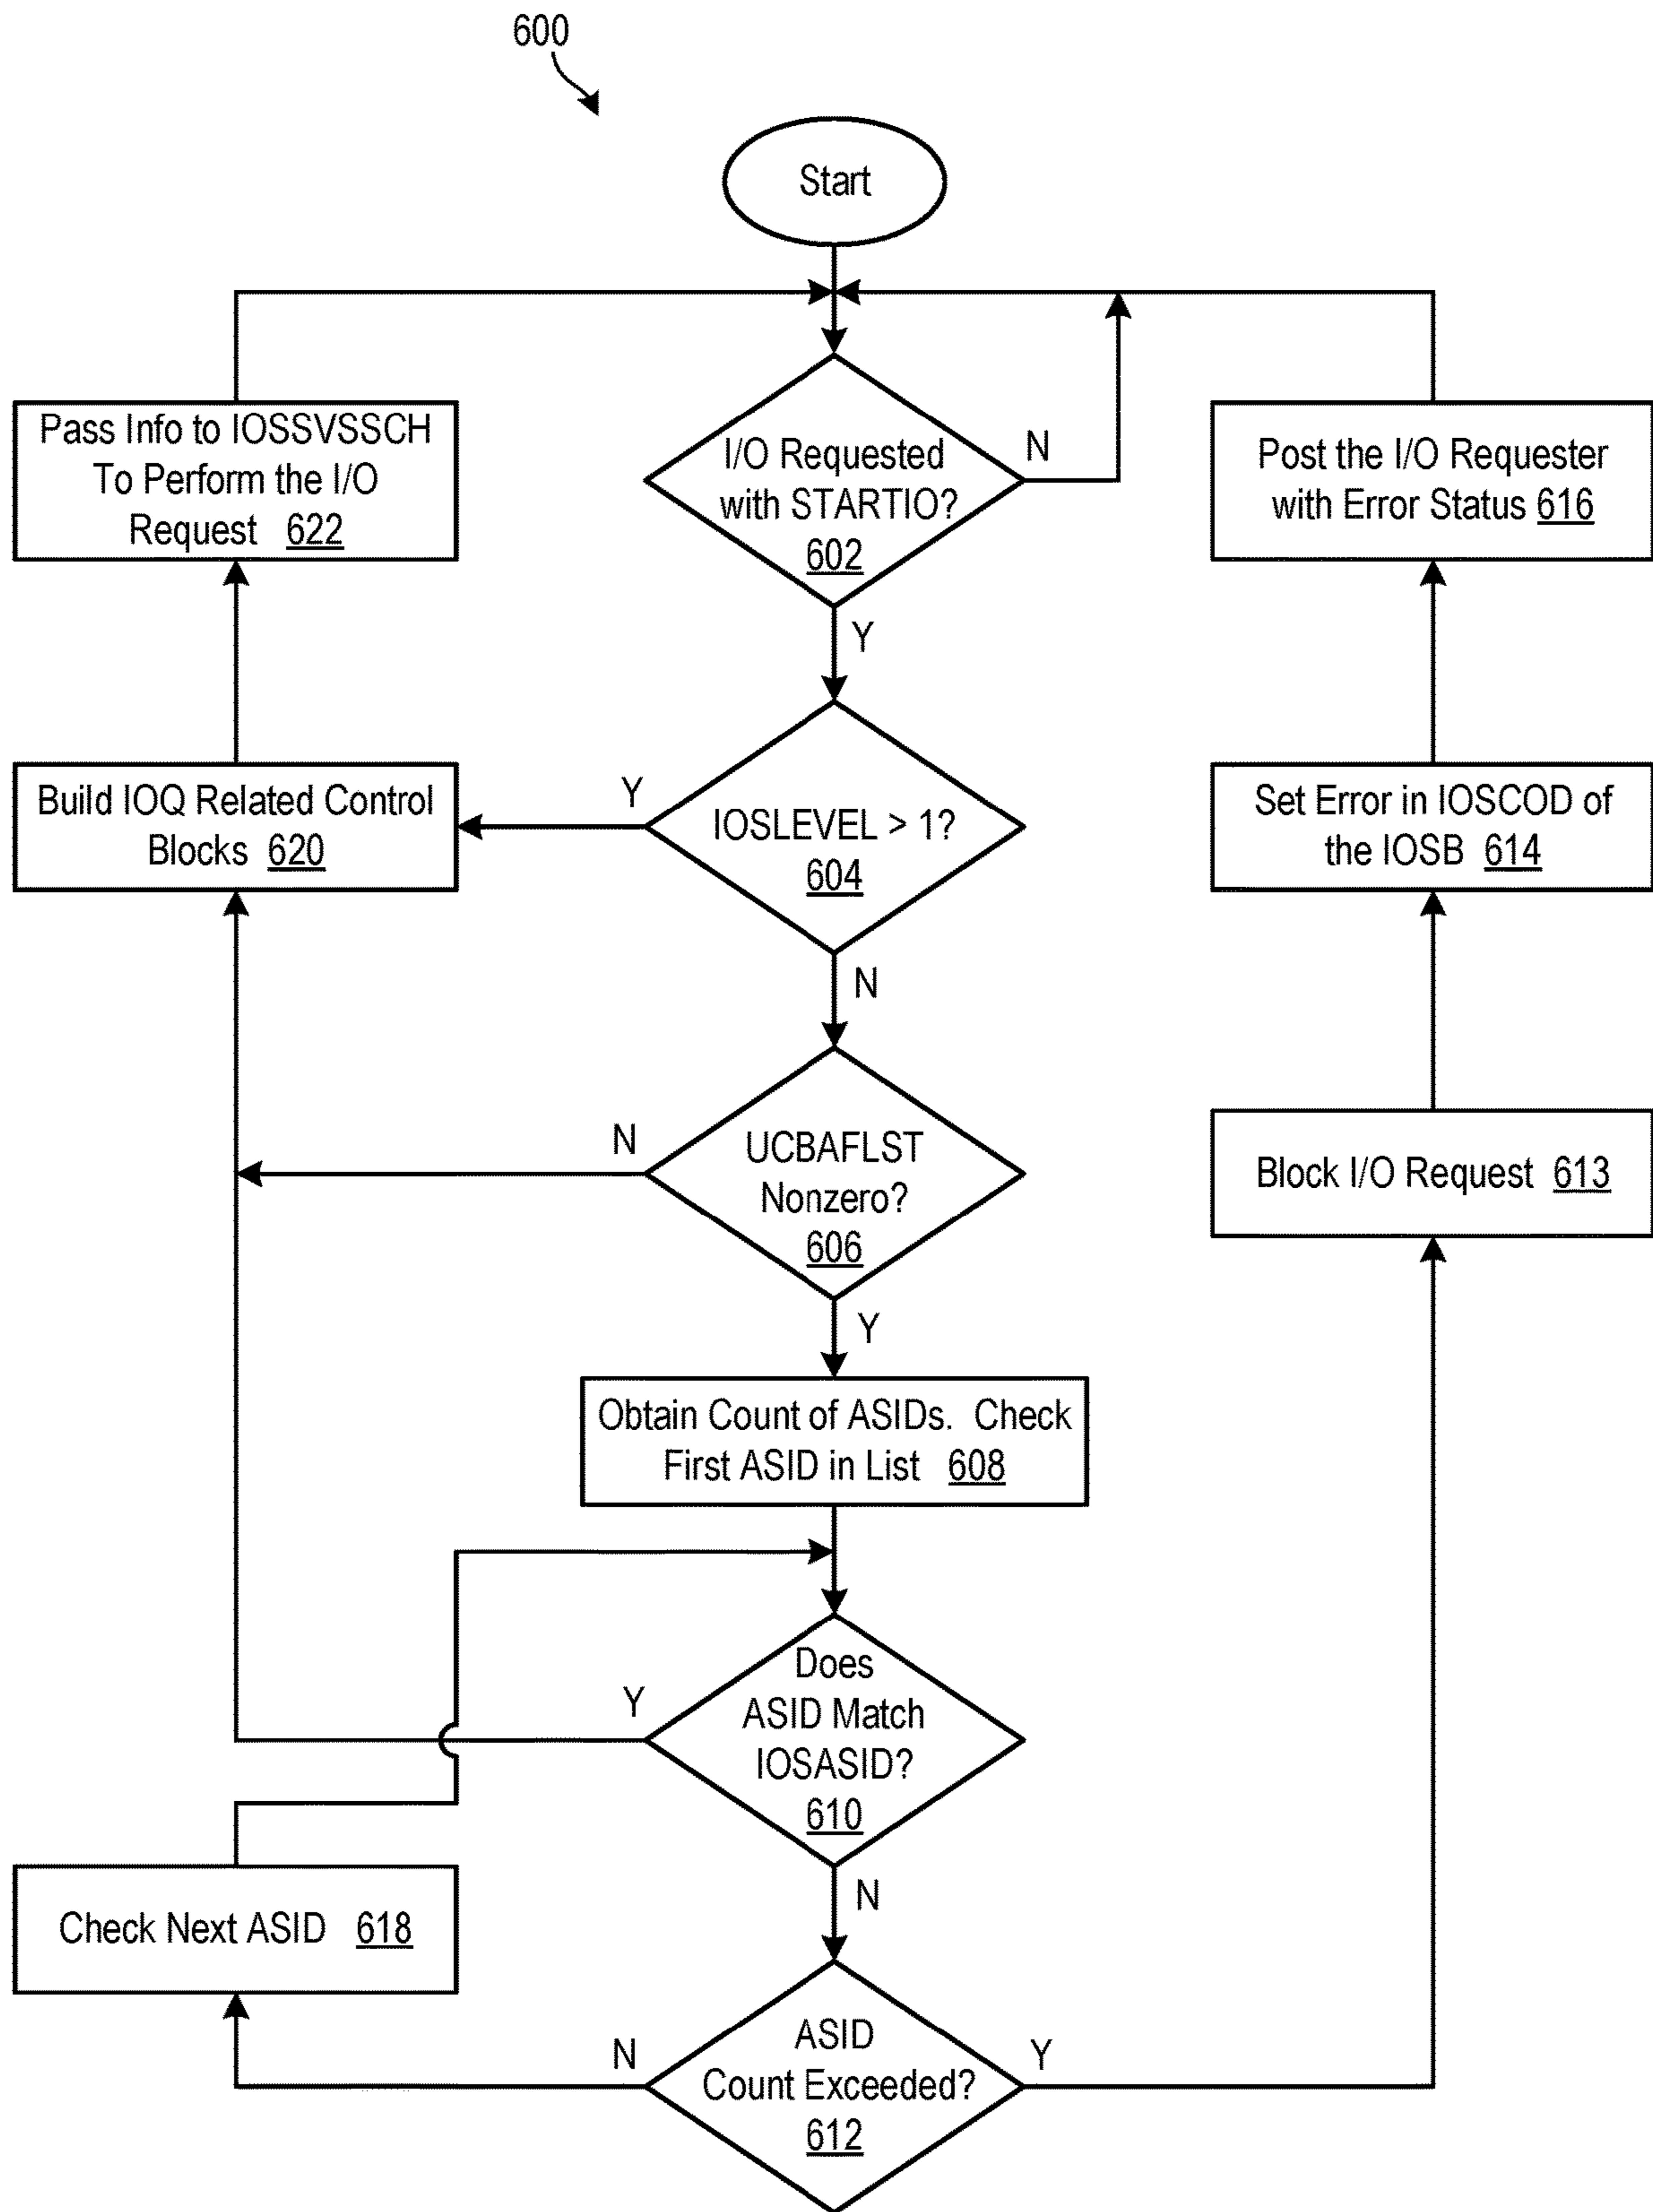 600
Start
Pass Info to IOSSVSSCH
To Perform the I/O
Request 622
I/O Requested
with STARTIO?
602
N
Y
Post the I/O Requester
with Error Status 616
Build IOQ Related Control
Blocks 620
Y
IOSLEVEL > 1?
604
N
Set Error in IOSCOD of
the IOSB 614
N
UCBAFLST
Nonzero?
606
Y
Block I/O Request 613
Obtain Count of ASIDs. Check
First ASID in List 608
Y
Does
ASID Match
IOSASID?
610
N
Check Next ASID 618
N
ASID
Count Exceeded?
612
Y